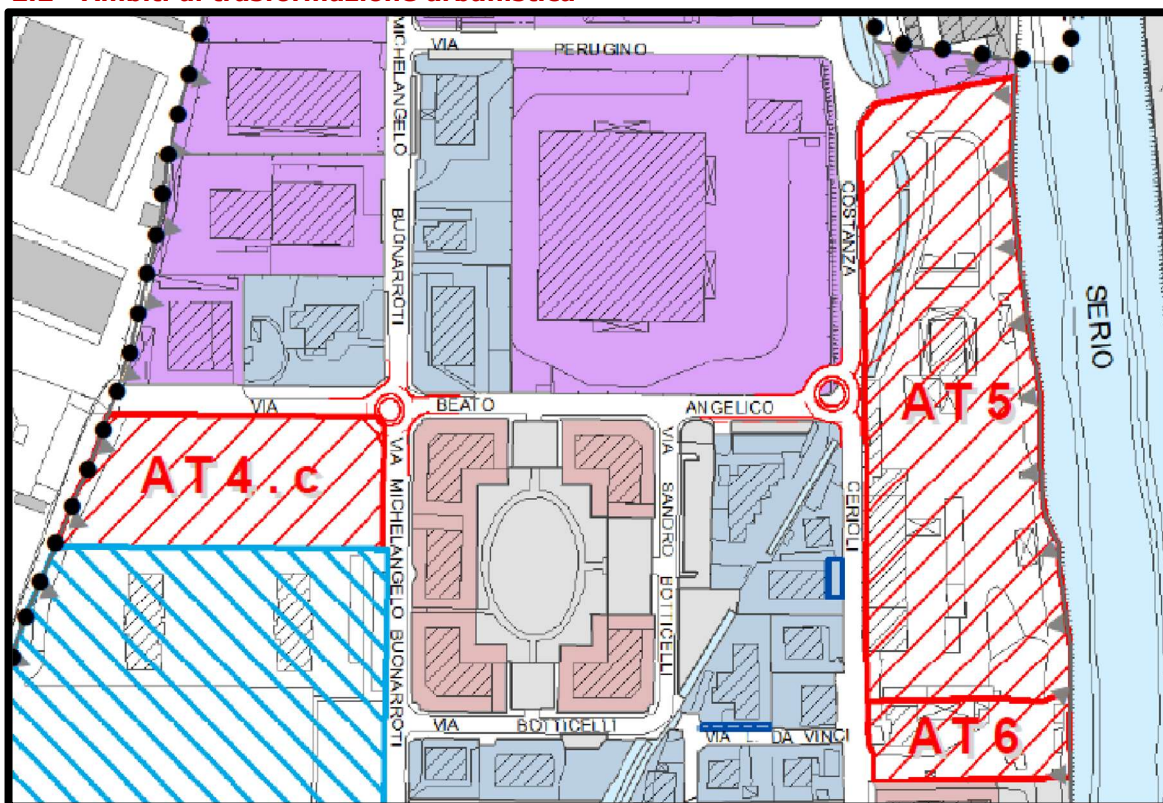 VIA PERUGINO
MICHELANGELO BUONARROTI
COSTANZA
SERIO
VIA BEATO ANGELICO
AT5
AT4.c
VIA MICHELANGELO BUONARROTI
VIA SANDRO BOTTICELLI
CERIOLI
VIA BOTTICELLI
VIA L. DA VINCI
AT6